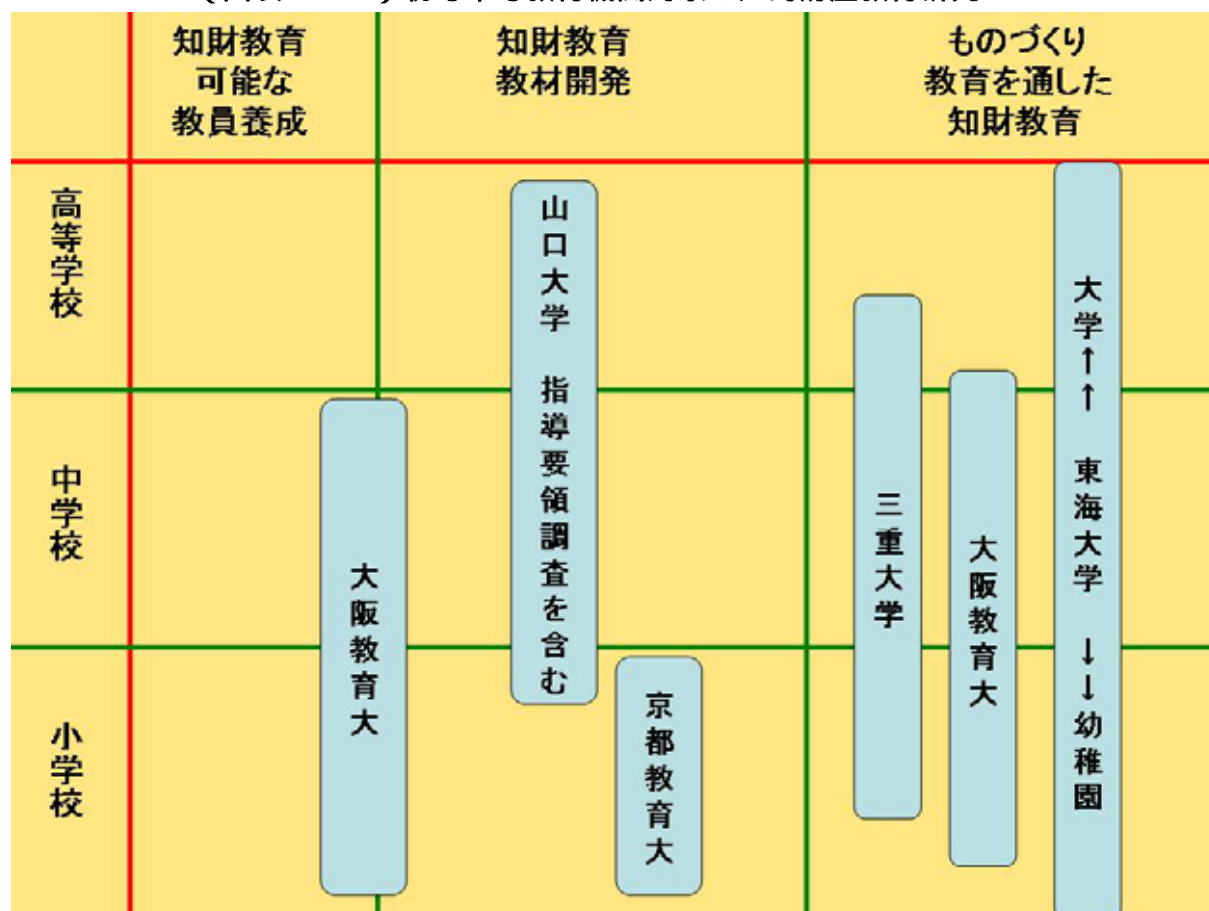 知財教育
可能な
教員養成
知財教育
教材開発
ものづくり
教育を通した
知財教育
高等学校
中学校
小学校
大阪教育大
山口大学 指導要領調査を含む
京都教育大
三重大学
大阪教育大
大学↑↑ 東海大学 ↓↓幼稚園